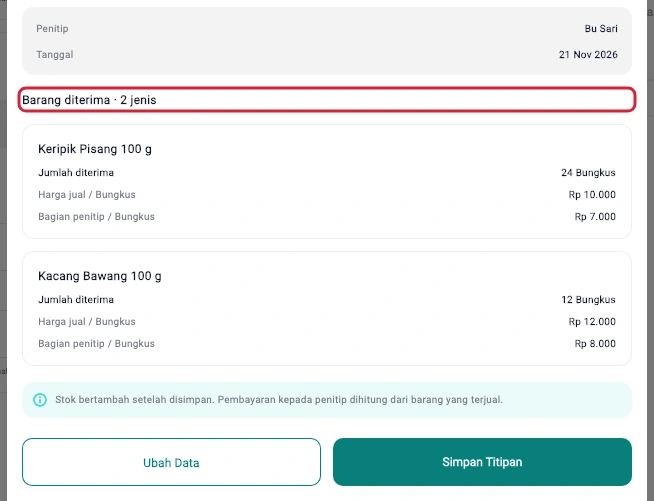 Penitip Bu Sari
Tanggal 21 Nov 2026
Barang diterima · 2 jenis
Keripik Pisang 100 g
Jumlah diterima 24 Bungkus
Harga jual / Bungkus Rp 10.000
Bagian penitip / Bungkus Rp 7.000
Kacang Bawang 100 g
Jumlah diterima 12 Bungkus
Harga jual / Bungkus Rp 12.000
Bagian penitip / Bungkus Rp 8.000
Stok bertambah setelah disimpan. Pembayaran kepada penitip dihitung dari barang yang terjual.
Ubah Data Simpan Titipan